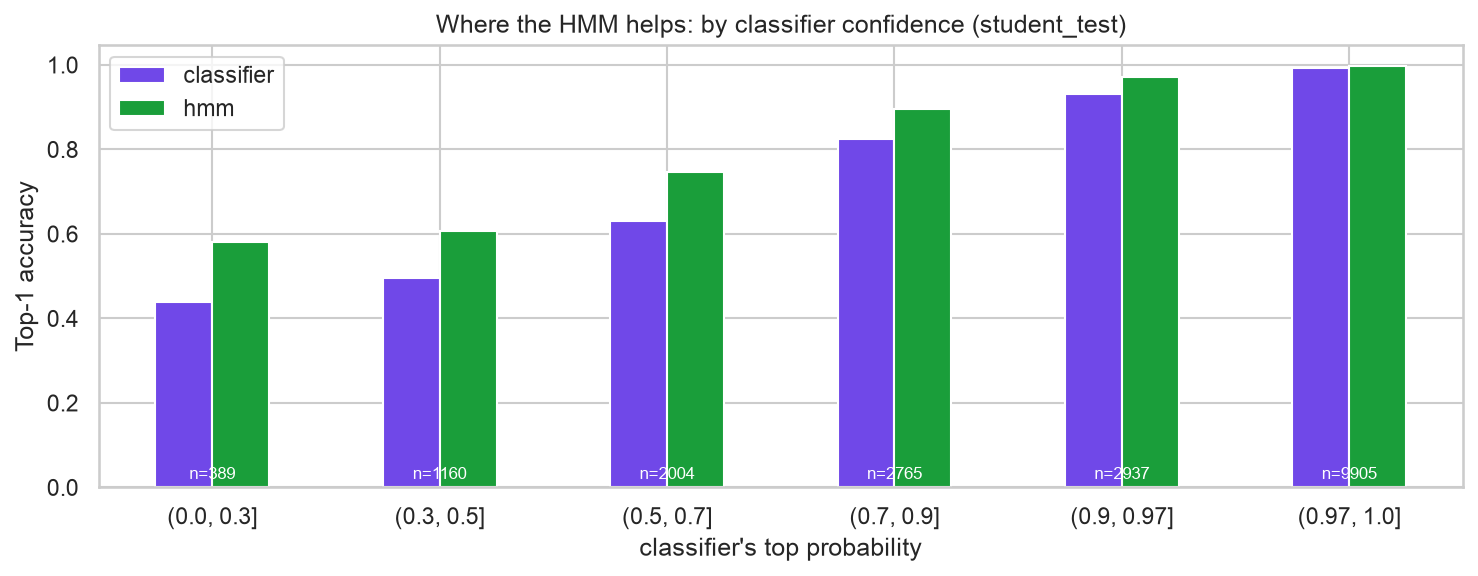 Where the HMM helps: by classifier confidence (student_test)
classifier
hmm
Top-1 accuracy
1.0
0.8
0.6
0.4
0.2
0.0
n=389
n=1160
n=2004
n=2765
n=2937
n=9905
(0.0, 0.3]
(0.3, 0.5]
(0.5, 0.7]
(0.7, 0.9]
(0.9, 0.97]
(0.97, 1.0]
classifier's top probability